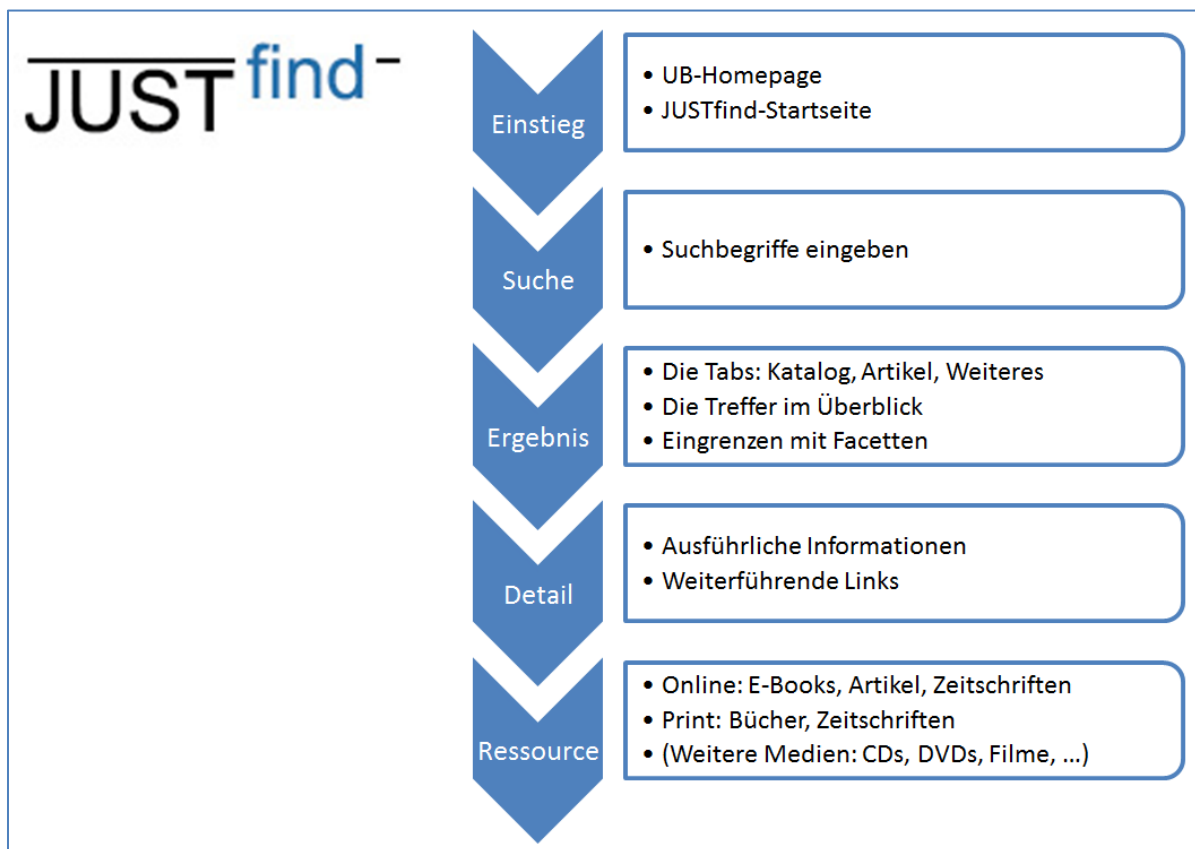 JUSTfind
Einstieg
• UB-Homepage
• JUSTfind-Startseite
Suche
• Suchbegriffe eingeben
Ergebnis
• Die Tabs: Katalog, Artikel, Weiteres
• Die Treffer im Überblick
• Eingrenzen mit Facetten
Detail
• Ausführliche Informationen
• Weiterführende Links
Ressource
• Online: E-Books, Artikel, Zeitschriften
• Print: Bücher, Zeitschriften
• (Weitere Medien: CDs, DVDs, Filme, ...)